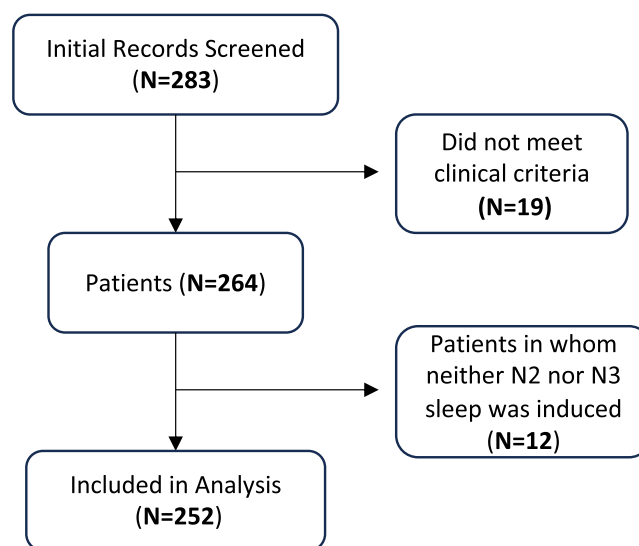 Initial Records Screened
(N=283)
Did not meet
clinical criteria
(N=19)
Patients (N=264)
Patients in whom
neither N2 nor N3
sleep was induced
(N=12)
Included in Analysis
(N=252)